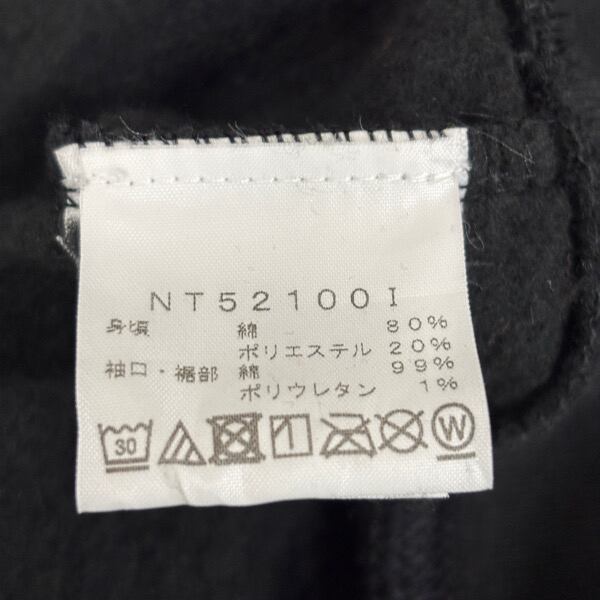 NT52100I
身頃 綿 80%
ポリエステル 20%
袖口・裾部 綿 99%
ポリウレタン 1%
30 W